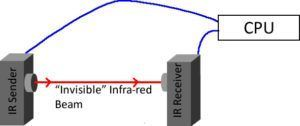 CPU
IR Sender
"Invisible" Infra-red
Beam
IR Receiver